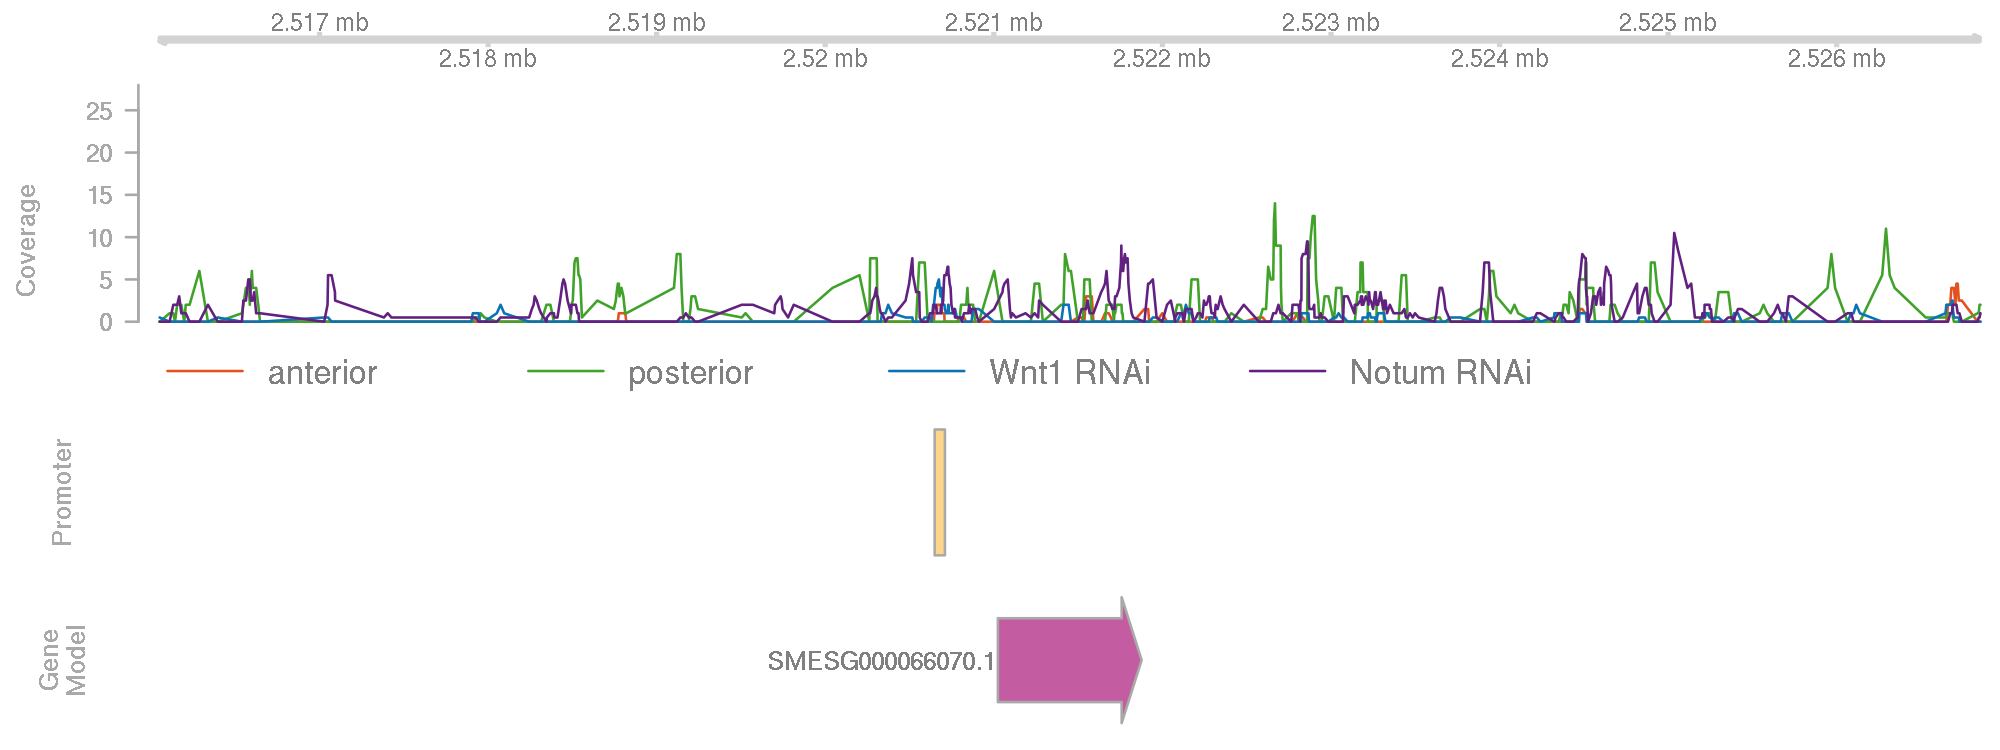 2.517 mb 2.519 mb 2.521 mb 2.523 mb 2.525 mb
2.518 mb 2.52 mb 2.522 mb 2.524 mb 2.526 mb
Coverage
25
20
15
10
5
0
anterior posterior Wnt1 RNAi Notum RNAi
Promoter
Gene
Model
SMESG000066070.1